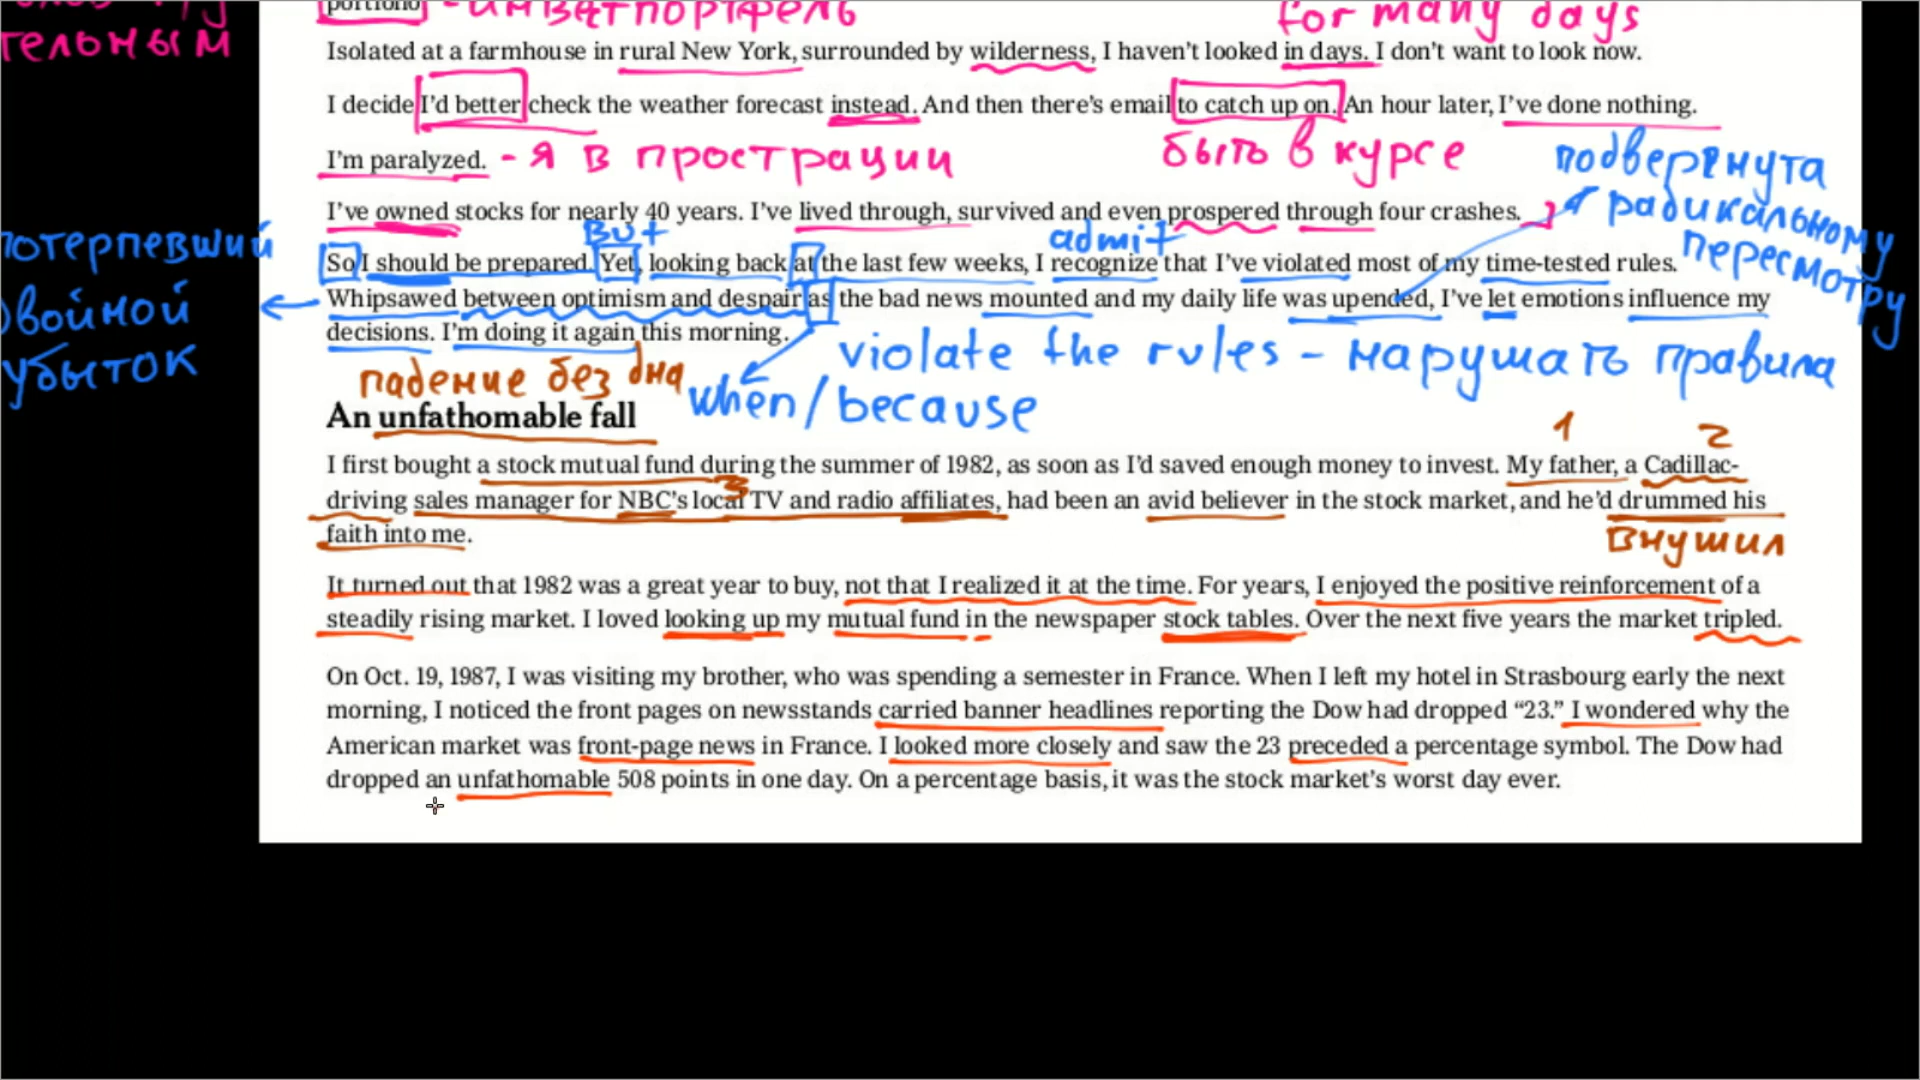 portfolio - инвестпортфель for many days
тельным
Isolated at a farmhouse in rural New York, surrounded by wilderness, I haven't looked in days. I don't want to look now.
I decide I'd better check the weather forecast instead. And then there's email to catch up on. An hour later, I've done nothing.
I'm paralyzed. - я в прострации быть в курсе
подвергнута
радикальному
пересмотру
I've owned stocks for nearly 40 years. I've lived through, survived and even prospered through four crashes.
But admit
потерпевший
двойной
убыток
So I should be prepared. Yet, looking back at the last few weeks, I recognize that I've violated most of my time-tested rules.
Whipsawed between optimism and despair as the bad news mounted and my daily life was upended, I've let emotions influence my
decisions. I'm doing it again this morning.
violate the rules - нарушать правила
падение без дна when/because
An unfathomable fall
1 2
I first bought a stock mutual fund during the summer of 1982, as soon as I'd saved enough money to invest. My father, a Cadillac-
3
driving sales manager for NBC's local TV and radio affiliates, had been an avid believer in the stock market, and he'd drummed his
faith into me.
внушил
It turned out that 1982 was a great year to buy, not that I realized it at the time. For years, I enjoyed the positive reinforcement of a
steadily rising market. I loved looking up my mutual fund in the newspaper stock tables. Over the next five years the market tripled.
On Oct. 19, 1987, I was visiting my brother, who was spending a semester in France. When I left my hotel in Strasbourg early the next
morning, I noticed the front pages on newsstands carried banner headlines reporting the Dow had dropped "23." I wondered why the
American market was front-page news in France. I looked more closely and saw the 23 preceded a percentage symbol. The Dow had
dropped an unfathomable 508 points in one day. On a percentage basis, it was the stock market's worst day ever.